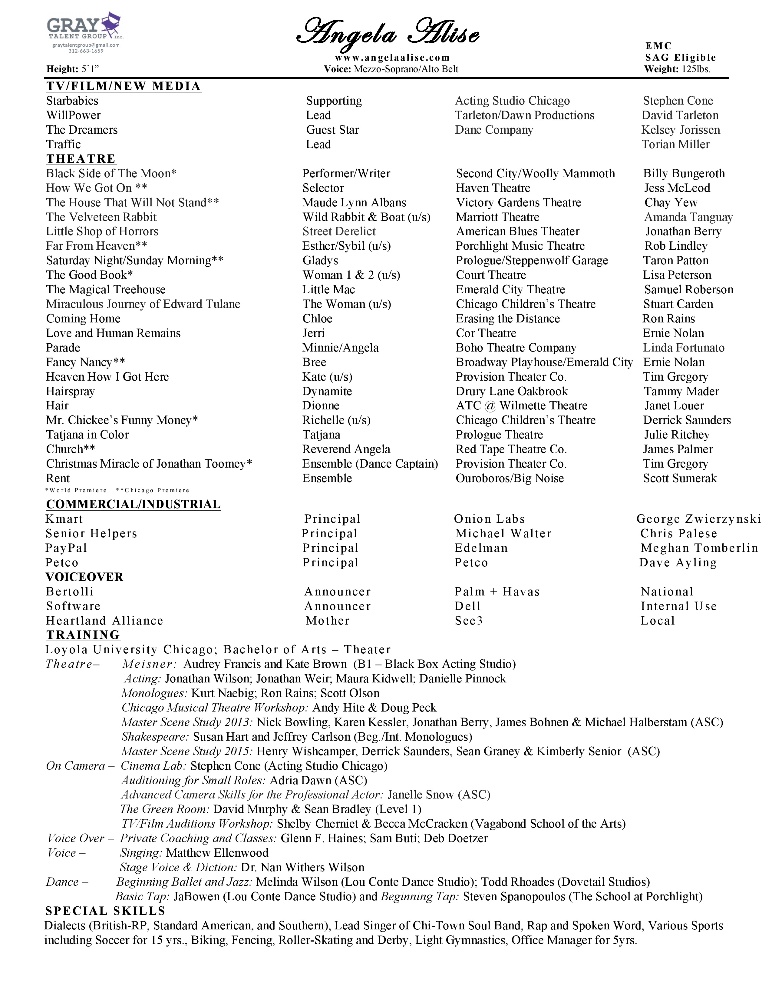 GRAY
TALENT GROUP, INC.
graytalentgroup@gmail.com
312-663-1659
Angela Alise
www.angelaalise.com
Voice: Mezzo-Soprano/Alto Belt
EMC
SAG Eligible
Height: 5'1" Weight: 125lbs.
TV/FILM/NEW MEDIA
Starbabies Supporting Acting Studio Chicago Stephen Cone
WillPower Lead Tarleton/Dawn Productions David Tarleton
The Dreamers Guest Star Dane Company Kelsey Jorissen
Traffic Lead Torian Miller
THEATRE
Black Side of The Moon* Performer/Writer Second City/Woolly Mammoth Billy Bungeroth
How We Got On ** Selector Haven Theatre Jess McLeod
The House That Will Not Stand** Maude Lynn Albans Victory Gardens Theatre Chay Yew
The Velveteen Rabbit Wild Rabbit & Boat (u/s) Marriott Theatre Amanda Tanguay
Little Shop of Horrors Street Derelict American Blues Theater Jonathan Berry
Far From Heaven** Esther/Sybil (u/s) Porchlight Music Theatre Rob Lindley
Saturday Night/Sunday Morning** Gladys Prologue/Steppenwolf Garage Taron Patton
The Good Book* Woman 1 & 2 (u/s) Court Theatre Lisa Peterson
The Magical Treehouse Little Mac Emerald City Theatre Samuel Roberson
Miraculous Journey of Edward Tulane The Woman (u/s) Chicago Children's Theatre Stuart Carden
Coming Home Chloe Erasing the Distance Ron Rains
Love and Human Remains Jerri Cor Theatre Ernie Nolan
Parade Minnie/Angela Boho Theatre Company Linda Fortunato
Fancy Nancy** Bree Broadway Playhouse/Emerald City Ernie Nolan
Heaven How I Got Here Kate (u/s) Provision Theater Co. Tim Gregory
Hairspray Dynamite Drury Lane Oakbrook Tammy Mader
Hair Dionne ATC @ Wilmette Theatre Janet Louer
Mr. Chickee's Funny Money* Richelle (u/s) Chicago Children's Theatre Derrick Saunders
Tatjana in Color Tatjana Prologue Theatre Julie Ritchey
Church** Reverend Angela Red Tape Theatre Co. James Palmer
Christmas Miracle of Jonathan Toomey* Ensemble (Dance Captain) Provision Theater Co. Tim Gregory
Rent Ensemble Ouroboros/Big Noise Scott Sumerak
*World Premiere **Chicago Premiere
COMMERCIAL/INDUSTRIAL
Kmart Principal Onion Labs George Zwierzynski
Senior Helpers Principal Michael Walter Chris Palese
PayPal Principal Edelman Meghan Tomberlin
Petco Principal Petco Dave Ayling
VOICEOVER
Bertolli Announcer Palm + Havas National
Software Announcer Dell Internal Use
Heartland Alliance Mother See3 Local
TRAINING
Loyola University Chicago; Bachelor of Arts – Theater
Theatre– Meisner: Audrey Francis and Kate Brown (B1 – Black Box Acting Studio)
Acting: Jonathan Wilson; Jonathan Weir; Maura Kidwell; Danielle Pinnock
Monologues: Kurt Naebig; Ron Rains; Scott Olson
Chicago Musical Theatre Workshop: Andy Hite & Doug Peck
Master Scene Study 2013: Nick Bowling, Karen Kessler, Jonathan Berry, James Bohnen & Michael Halberstam (ASC)
Shakespeare: Susan Hart and Jeffrey Carlson (Beg./Int. Monologues)
Master Scene Study 2015: Henry Wishcamper, Derrick Saunders, Sean Graney & Kimberly Senior (ASC)
On Camera – Cinema Lab: Stephen Cone (Acting Studio Chicago)
Auditioning for Small Roles: Adria Dawn (ASC)
Advanced Camera Skills for the Professional Actor: Janelle Snow (ASC)
The Green Room: David Murphy & Sean Bradley (Level 1)
TV/Film Auditions Workshop: Shelby Cherniet & Becca McCracken (Vagabond School of the Arts)
Voice Over – Private Coaching and Classes: Glenn F. Haines; Sam Buti; Deb Doetzer
Voice – Singing: Matthew Ellenwood
Stage Voice & Diction: Dr. Nan Withers Wilson
Dance – Beginning Ballet and Jazz: Melinda Wilson (Lou Conte Dance Studio); Todd Rhoades (Dovetail Studios)
Basic Tap: JaBowen (Lou Conte Dance Studio) and Beginning Tap: Steven Spanopoulos (The School at Porchlight)
SPECIAL SKILLS
Dialects (British-RP, Standard American, and Southern), Lead Singer of Chi-Town Soul Band, Rap and Spoken Word, Various Sports
including Soccer for 15 yrs., Biking, Fencing, Roller-Skating and Derby, Light Gymnastics, Office Manager for 5yrs.